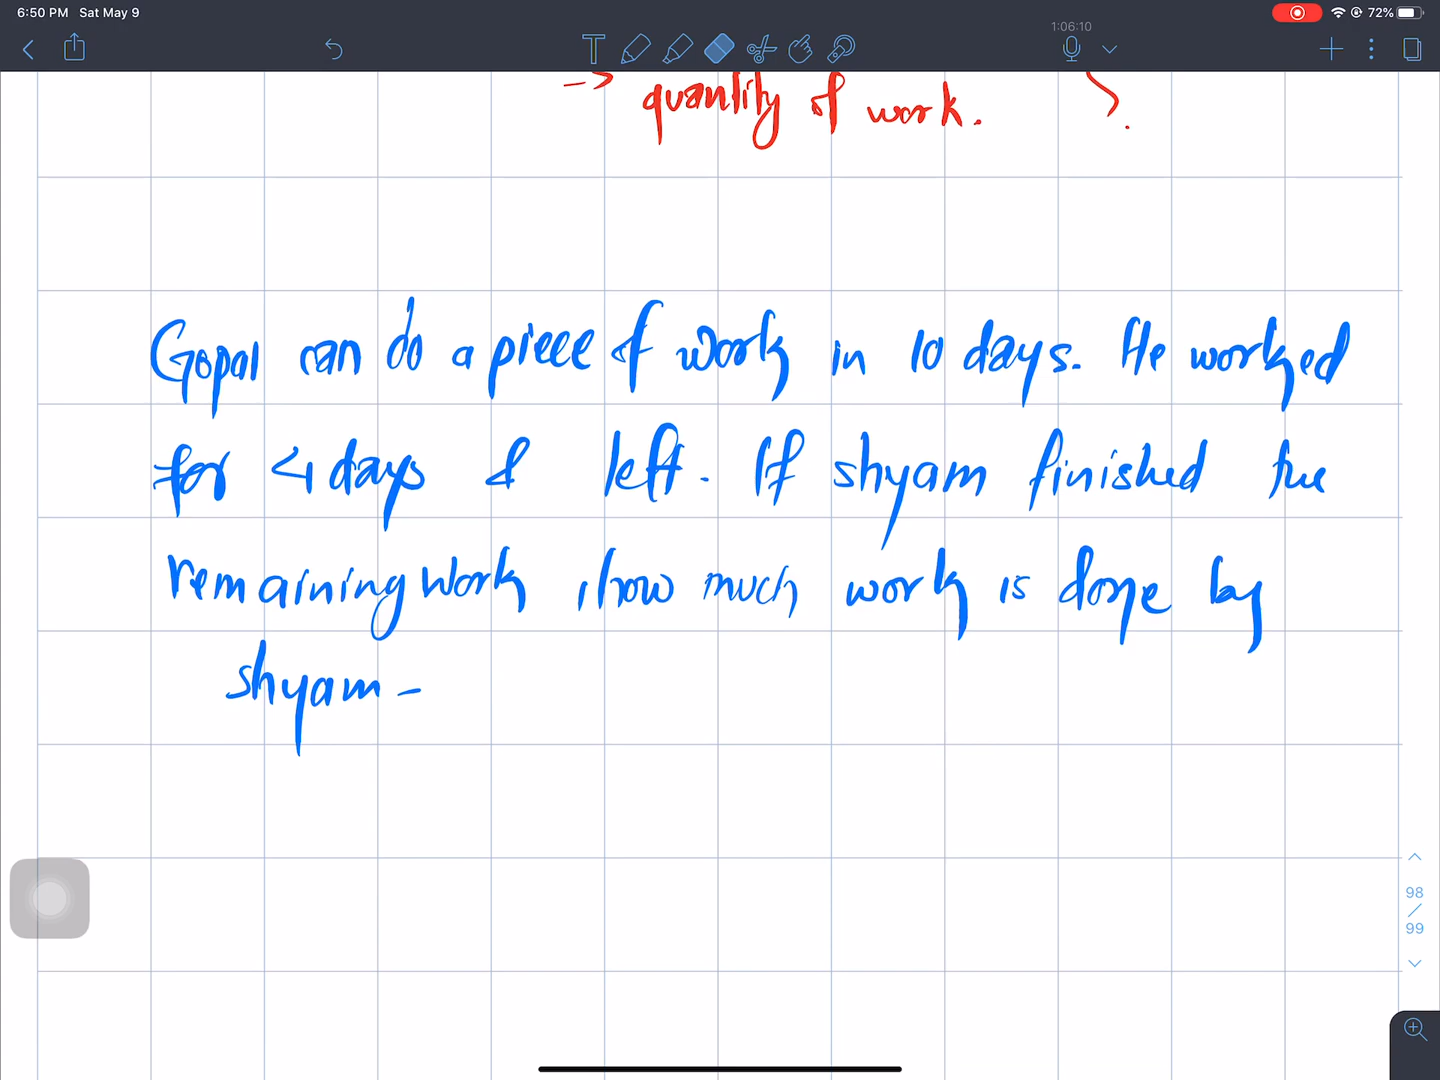 6:50 PM Sat May 9
72%
1:06:10
T
quantity of work.
Gopal can do a piece of work in 10 days. He worked
for 4 days & left. If shyam finished the
remaining work, how much work is done by
shyam -
98
/
99